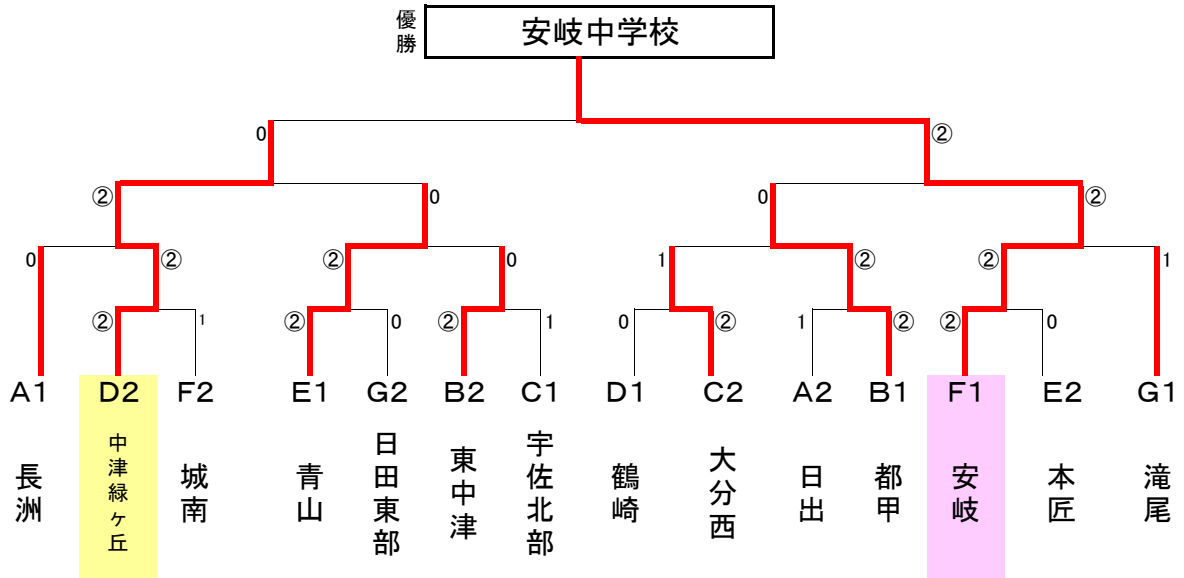 優勝
安岐中学校
0
②
②
0
0
②
0
②
②
0
1
②
②
1
②
1
②
0
②
1
0
②
1
②
②
0
A1
D2
F2
E1
G2
B2
C1
D1
C2
A2
B1
F1
E2
G1
長洲
中津緑ヶ丘
城南
青山
日田東部
東中津
宇佐北部
鶴崎
大分西
日出
都甲
安岐
本匠
滝尾